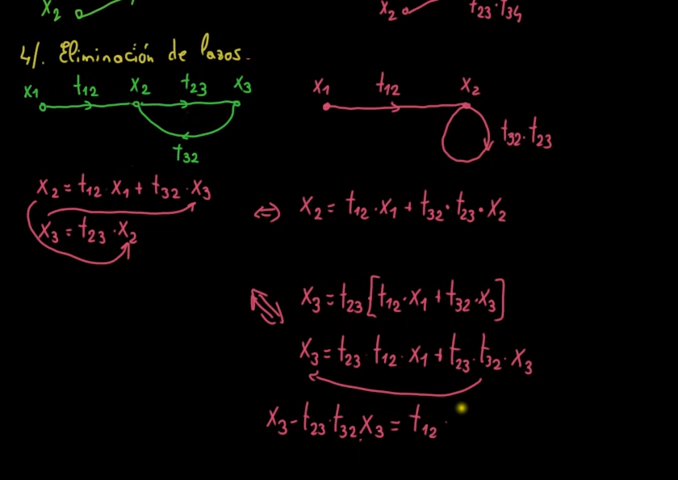 x₂ x₂ t₂₃·t₃₄
4/. Eliminación de lazos.
x₁ t₁₂ x₂ t₂₃ x₃ x₁ t₁₂ x₂
t₃₂ t₃₂·t₂₃
x₂ = t₁₂·x₁ + t₃₂·x₃ ⇔ x₂ = t₁₂·x₁ + t₃₂·t₂₃·x₂
x₃ = t₂₃·x₂
x₃ = t₂₃[t₁₂·x₁ + t₃₂·x₃]
x₃ = t₂₃ t₁₂·x₁ + t₂₃·t₃₂·x₃
x₃ - t₂₃·t₃₂·x₃ = t₁₂·